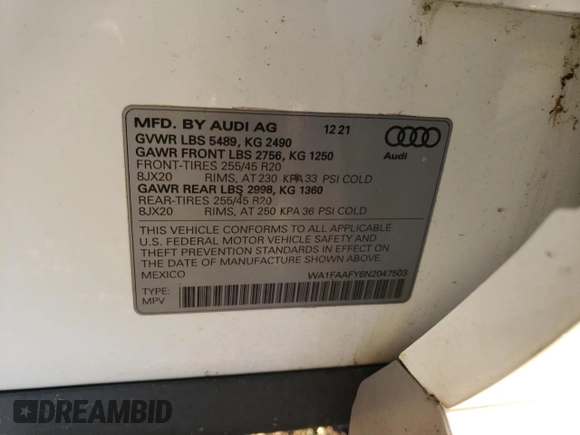 MFD. BY AUDI AG 12 21
GVWR LBS 5489, KG 2490
GAWR FRONT LBS 2756, KG 1250
FRONT-TIRES 255/45 R20
8JX20 RIMS, AT 230 KPA 33 PSI COLD
GAWR REAR LBS 2998, KG 1360
REAR-TIRES 255/45 R20
8JX20 RIMS, AT 250 KPA 36 PSI COLD
Audi
THIS VEHICLE CONFORMS TO ALL APPLICABLE
U.S. FEDERAL MOTOR VEHICLE SAFETY AND
THEFT PREVENTION STANDARDS IN EFFECT ON
THE DATE OF MANUFACTURE SHOWN ABOVE.
MEXICO WA1FAAFY6N2047503
TYPE:
MPV
DREAMBID